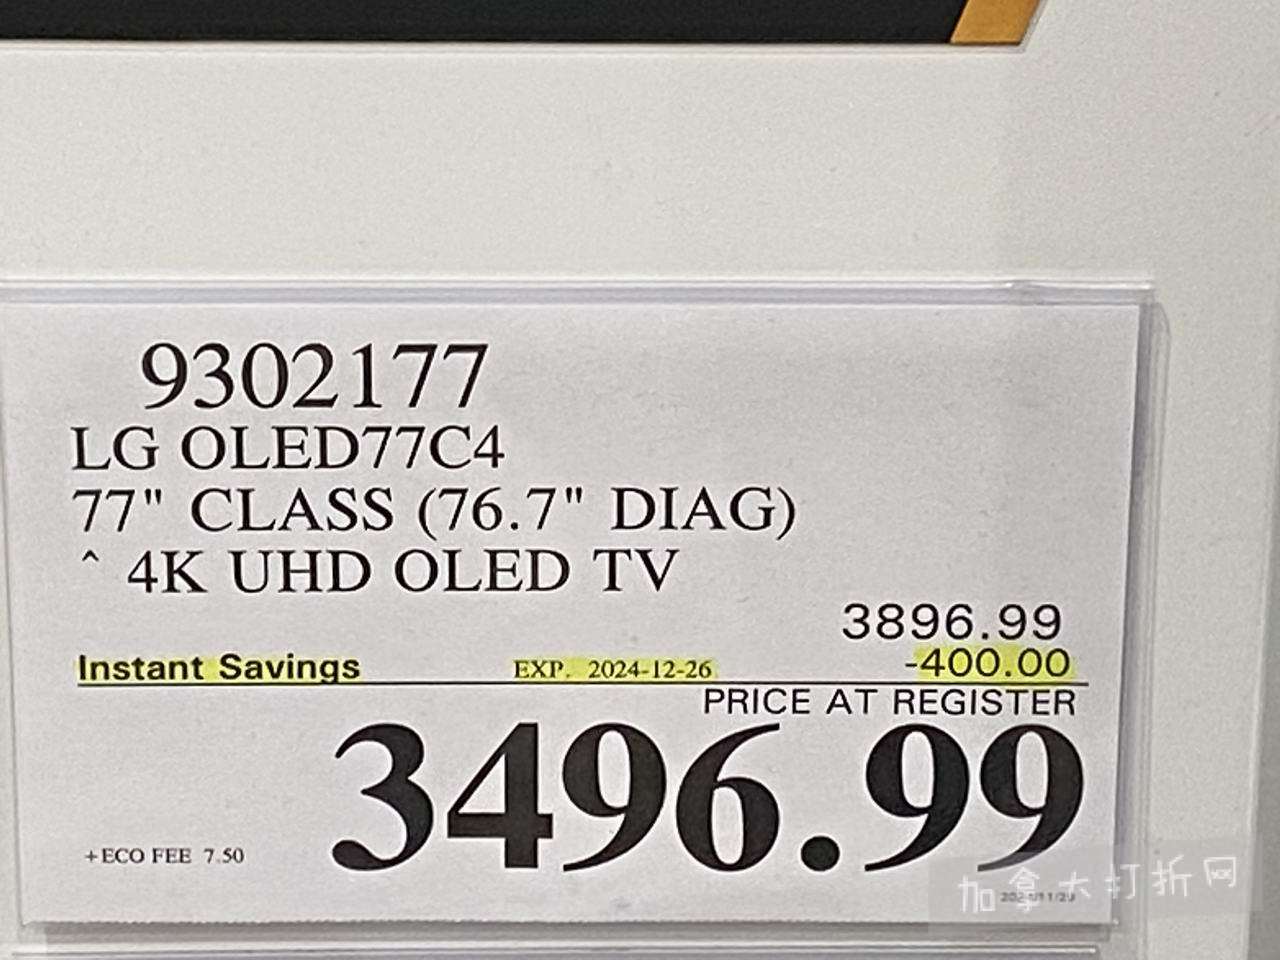 9302177
LG OLED77C4
77" CLASS (76.7" DIAG)
^ 4K UHD OLED TV
3896.99
Instant Savings EXP. 2024-12-26 -400.00
PRICE AT REGISTER
3496.99
+ECO FEE 7.50
加拿大打折网